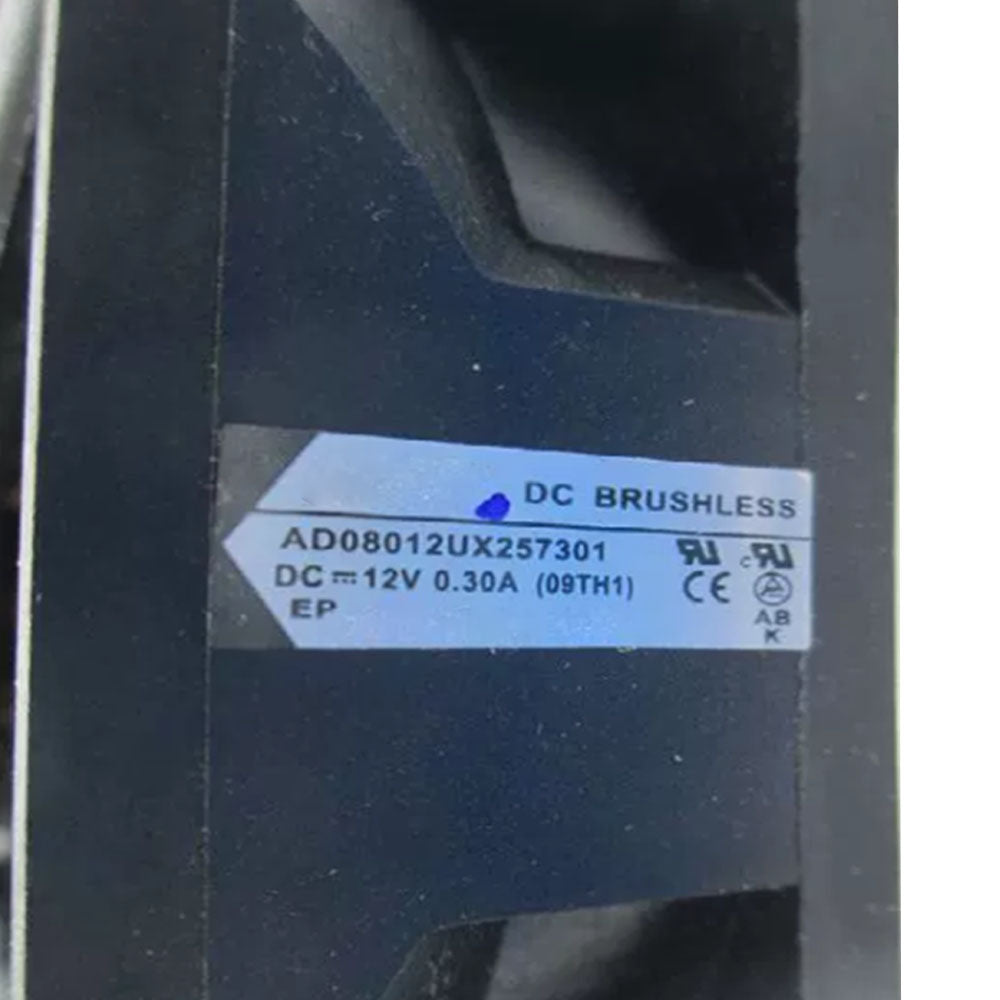 DC BRUSHLESS
AD08012UX257301
DC⎓12V 0.30A (09TH1)
EP
CE
AB
K